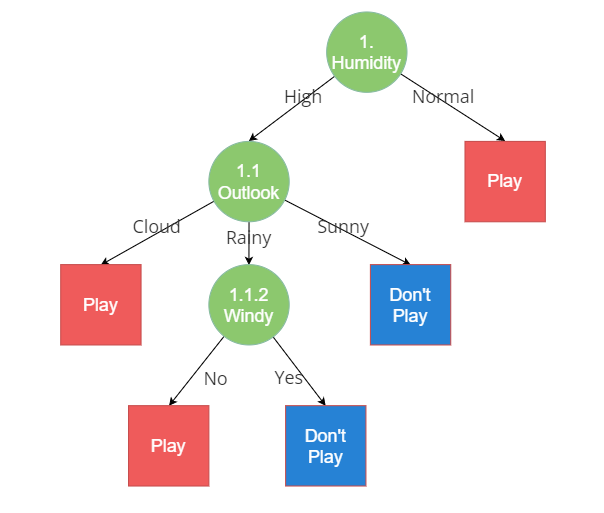 1.
Humidity
High
Normal
1.1
Outlook
Play
Cloud
Rainy
Sunny
Play
1.1.2
Windy
Don't
Play
No
Yes
Play
Don't
Play